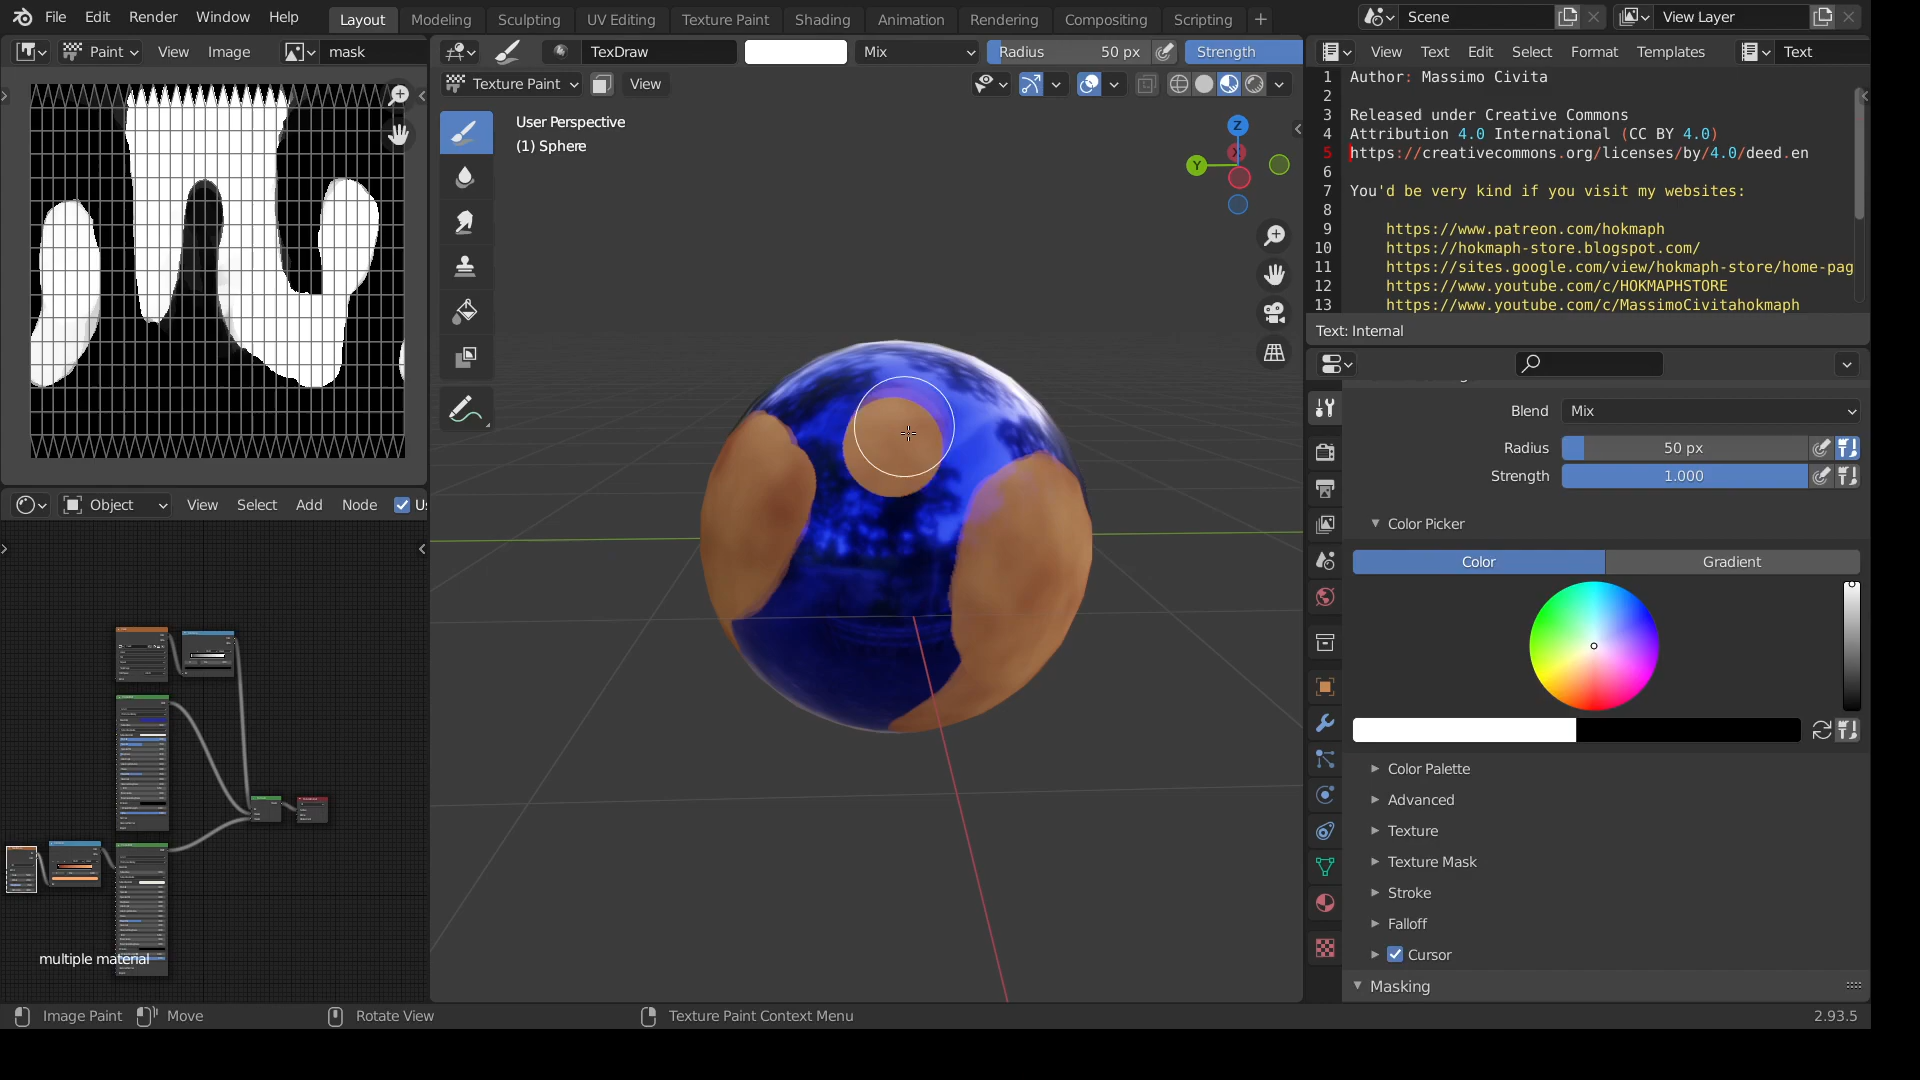 File Edit Render Window Help
Layout Modeling Sculpting UV Editing Texture Paint Shading Animation Rendering Compositing Scripting +
Scene
View Layer
Paint View Image mask
TexDraw Mix Radius 50 px Strength
View Text Edit Select Format Templates Text
Texture Paint View
User Perspective
(1) Sphere
Z
X
Y
1 Author: Massimo Civita
2
3 Released under Creative Commons
4 Attribution 4.0 International (CC BY 4.0)
5 https://creativecommons.org/licenses/by/4.0/deed.en
6
7 You'd be very kind if you visit my websites:
8
9 https://www.patreon.com/hokmaph
10 https://hokmaph-store.blogspot.com/
11 https://sites.google.com/view/hokmaph-store/home-pag
12 https://www.youtube.com/c/HOKMAPHSTORE
13 https://www.youtube.com/c/MassimoCivitahokmaph
Text: Internal
Blend Mix
Radius 50 px
Strength 1.000
Color Picker
Color Gradient
Color Palette
Advanced
Texture
Texture Mask
Stroke
Falloff
Cursor
Masking
Object View Select Add Node
multiple material
Image Paint Move Rotate View Texture Paint Context Menu 2.93.5